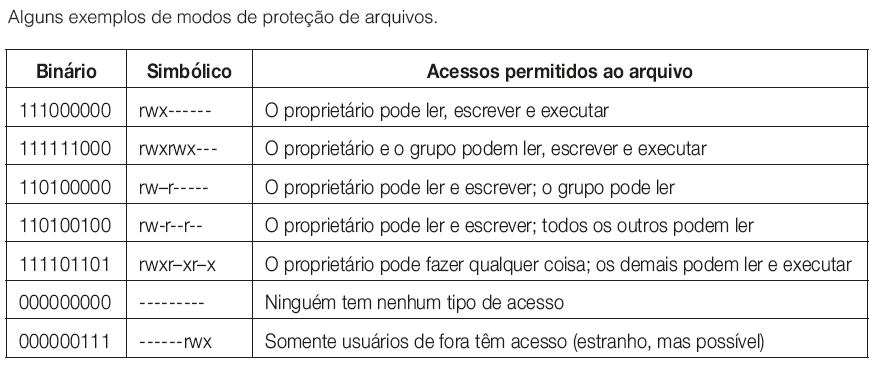 Alguns exemplos de modos de proteção de arquivos.
Binário Simbólico Acessos permitidos ao arquivo
111000000 rwx------ O proprietário pode ler, escrever e executar
111111000 rwxrwx--- O proprietário e o grupo podem ler, escrever e executar
110100000 rw–r----- O proprietário pode ler e escrever; o grupo pode ler
110100100 rw-r--r-- O proprietário pode ler e escrever; todos os outros podem ler
111101101 rwxr–xr–x O proprietário pode fazer qualquer coisa; os demais podem ler e executar
000000000 --------- Ninguém tem nenhum tipo de acesso
000000111 ------rwx Somente usuários de fora têm acesso (estranho, mas possível)